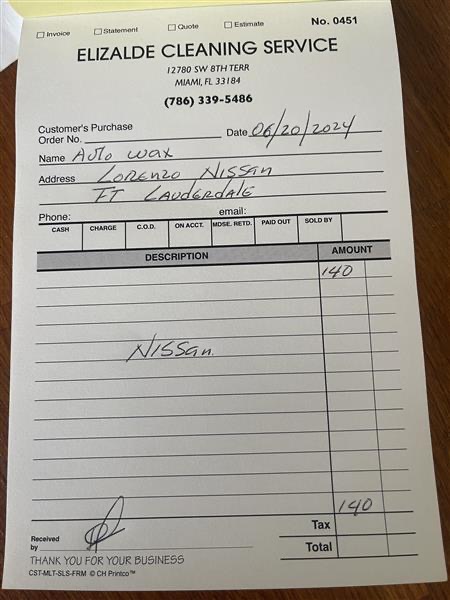 Invoice Statement Quote Estimate No. 0451
ELIZALDE CLEANING SERVICE
12780 SW 8TH TERR
MIAMI, FL 33184
(786) 339-5486
Customer's Purchase
Order No. Date 06/20/2024
Name Auto wax
Address Lorenzo Nissan
Ft Lauderdale
Phone: email:
CASH CHARGE C.O.D. ON ACCT. MDSE. RETD. PAID OUT SOLD BY
DESCRIPTION AMOUNT
140
Nissan
140
Tax
Received
by Total
THANK YOU FOR YOUR BUSINESS
CST-MLT-SLS-FRM © CH Printco™